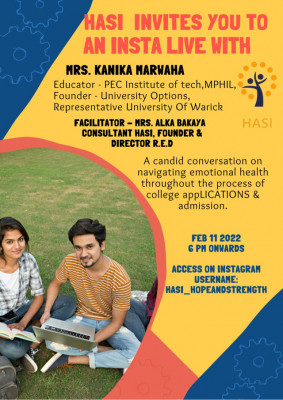 HASI INVITES YOU TO
AN INSTA LIVE WITH
MRS. KANIKA MARWAHA
Educator - PEC Institute of tech,MPHIL,
Founder - University Options,
Representative University Of Warick
HASI
FACILITATOR - MRS. ALKA BAKAYA
CONSULTANT HASI, FOUNDER &
DIRECTOR R.E.D
A candid conversation on
navigating emotional health
throughout the process of
college appLICATIONS &
admission.
FEB 11 2022
6 PM ONWARDS
ACCESS ON INSTAGRAM
USERNAME:
HASI_HOPEANDSTRENGTH